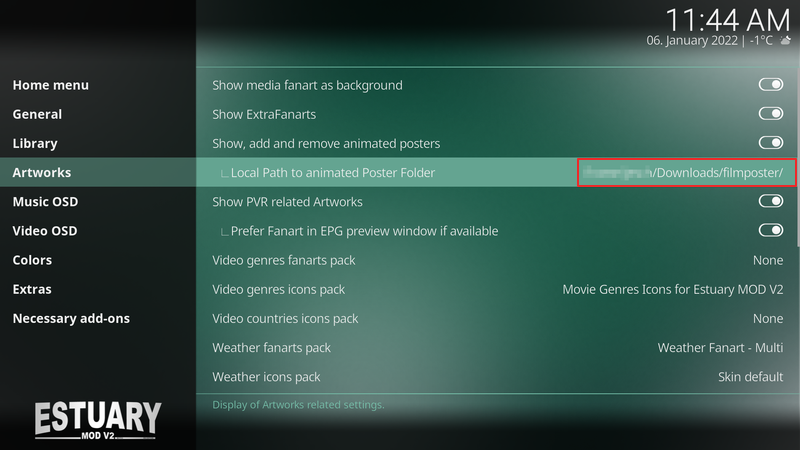 11:44 AM
06. January 2022 | -1°C
Home menu
General
Library
Artworks
Music OSD
Video OSD
Colors
Extras
Necessary add-ons
Show media fanart as background
Show ExtraFanarts
Show, add and remove animated posters
Local Path to animated Poster Folder /Downloads/filmposter/
Show PVR related Artworks
Prefer Fanart in EPG preview window if available
Video genres fanarts pack None
Video genres icons pack Movie Genres Icons for Estuary MOD V2
Video countries icons pack None
Weather fanarts pack Weather Fanart - Multi
Weather icons pack Skin default
Display of Artworks related settings.
ESTUARY
MOD V2